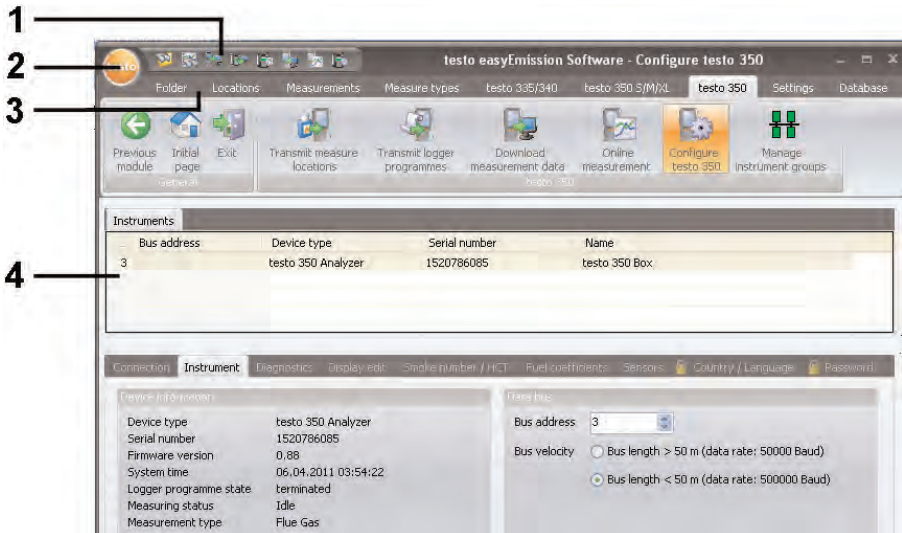 1
2
3
4
testo
testo easyEmission Software - Configure testo 350
Folder Locations Measurements Measure types testo 335/340 testo 350 S/M/XL testo 350 Settings Database
Previous module Initial page Exit Transmit measure locations Transmit logger programmes Download measurement data Online measurement Configure testo 350 Manage instrument groups
General testo 350
Instruments
Bus address Device type Serial number Name
3 testo 350 Analyzer 1520786085 testo 350 Box
Connection Instrument Diagnostics Display edit Smoke number / HCT Fuel coefficients Sensors Country / Language Password
Device information Data bus
Device type testo 350 Analyzer Bus address 3
Serial number 1520786085
Firmware version 0.88 Bus velocity Bus length > 50 m (data rate: 50000 Baud)
System time 06.04.2011 03:54:22
Logger programme state terminated Bus length < 50 m (data rate: 500000 Baud)
Measuring status Idle
Measurement type Flue Gas